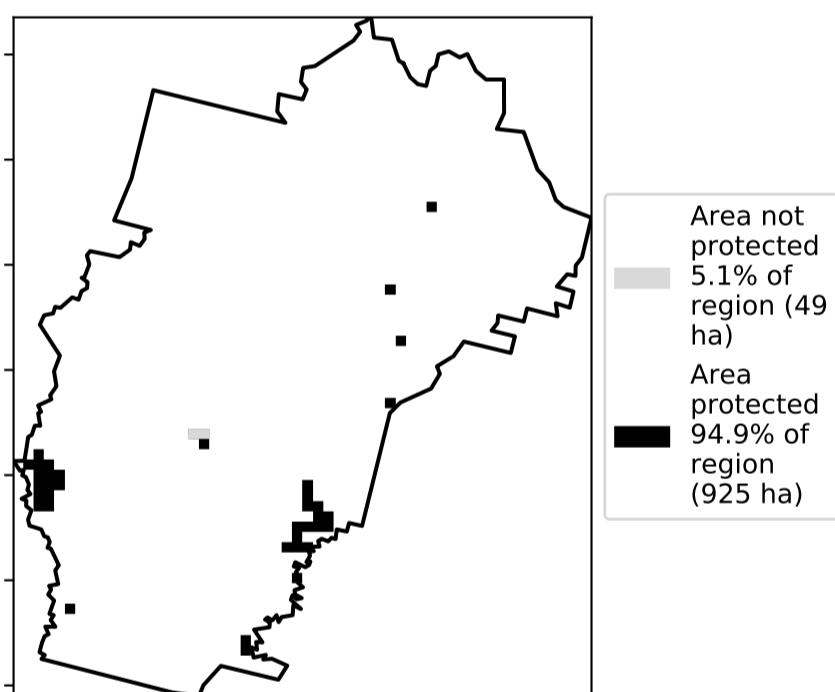 Area not
protected
5.1% of
region (49
ha)
Area
protected
94.9% of
region
(925 ha)